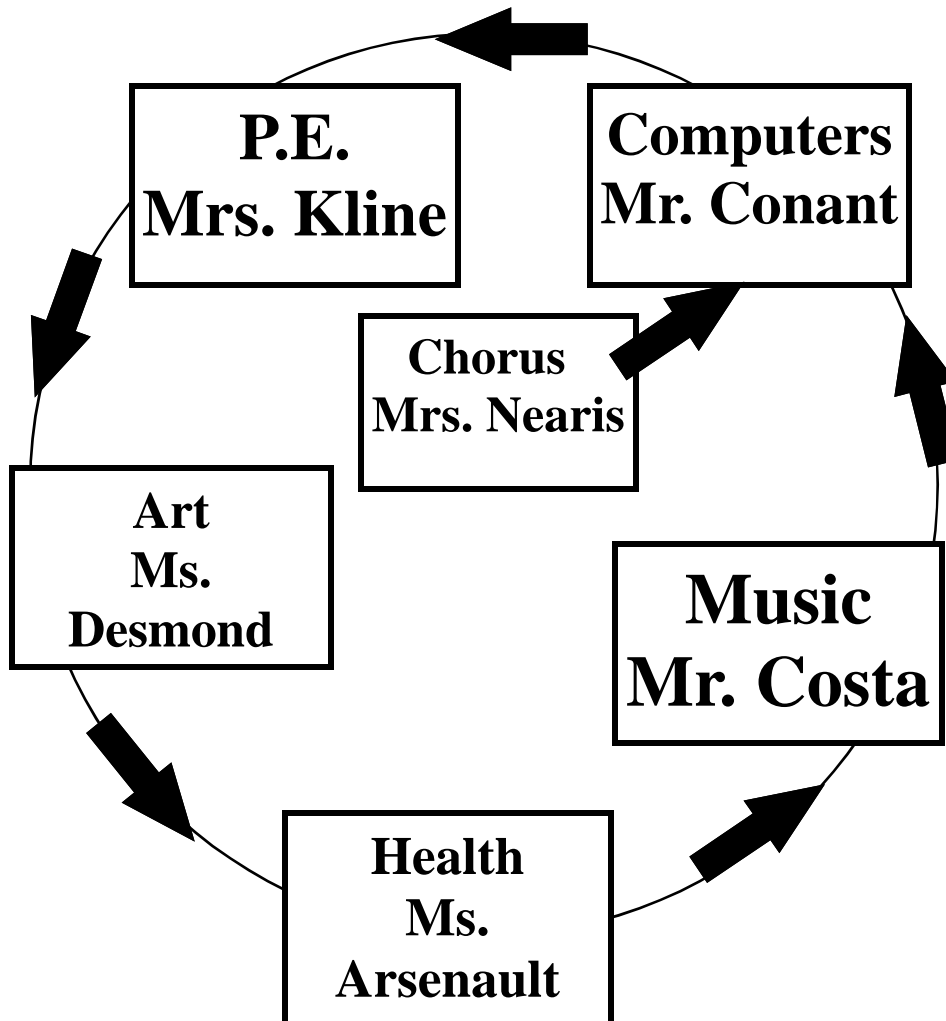 P.E.
Mrs. Kline
Computers
Mr. Conant
Chorus
Mrs. Nearis
Art
Ms.
Desmond
Music
Mr. Costa
Health
Ms.
Arsenault